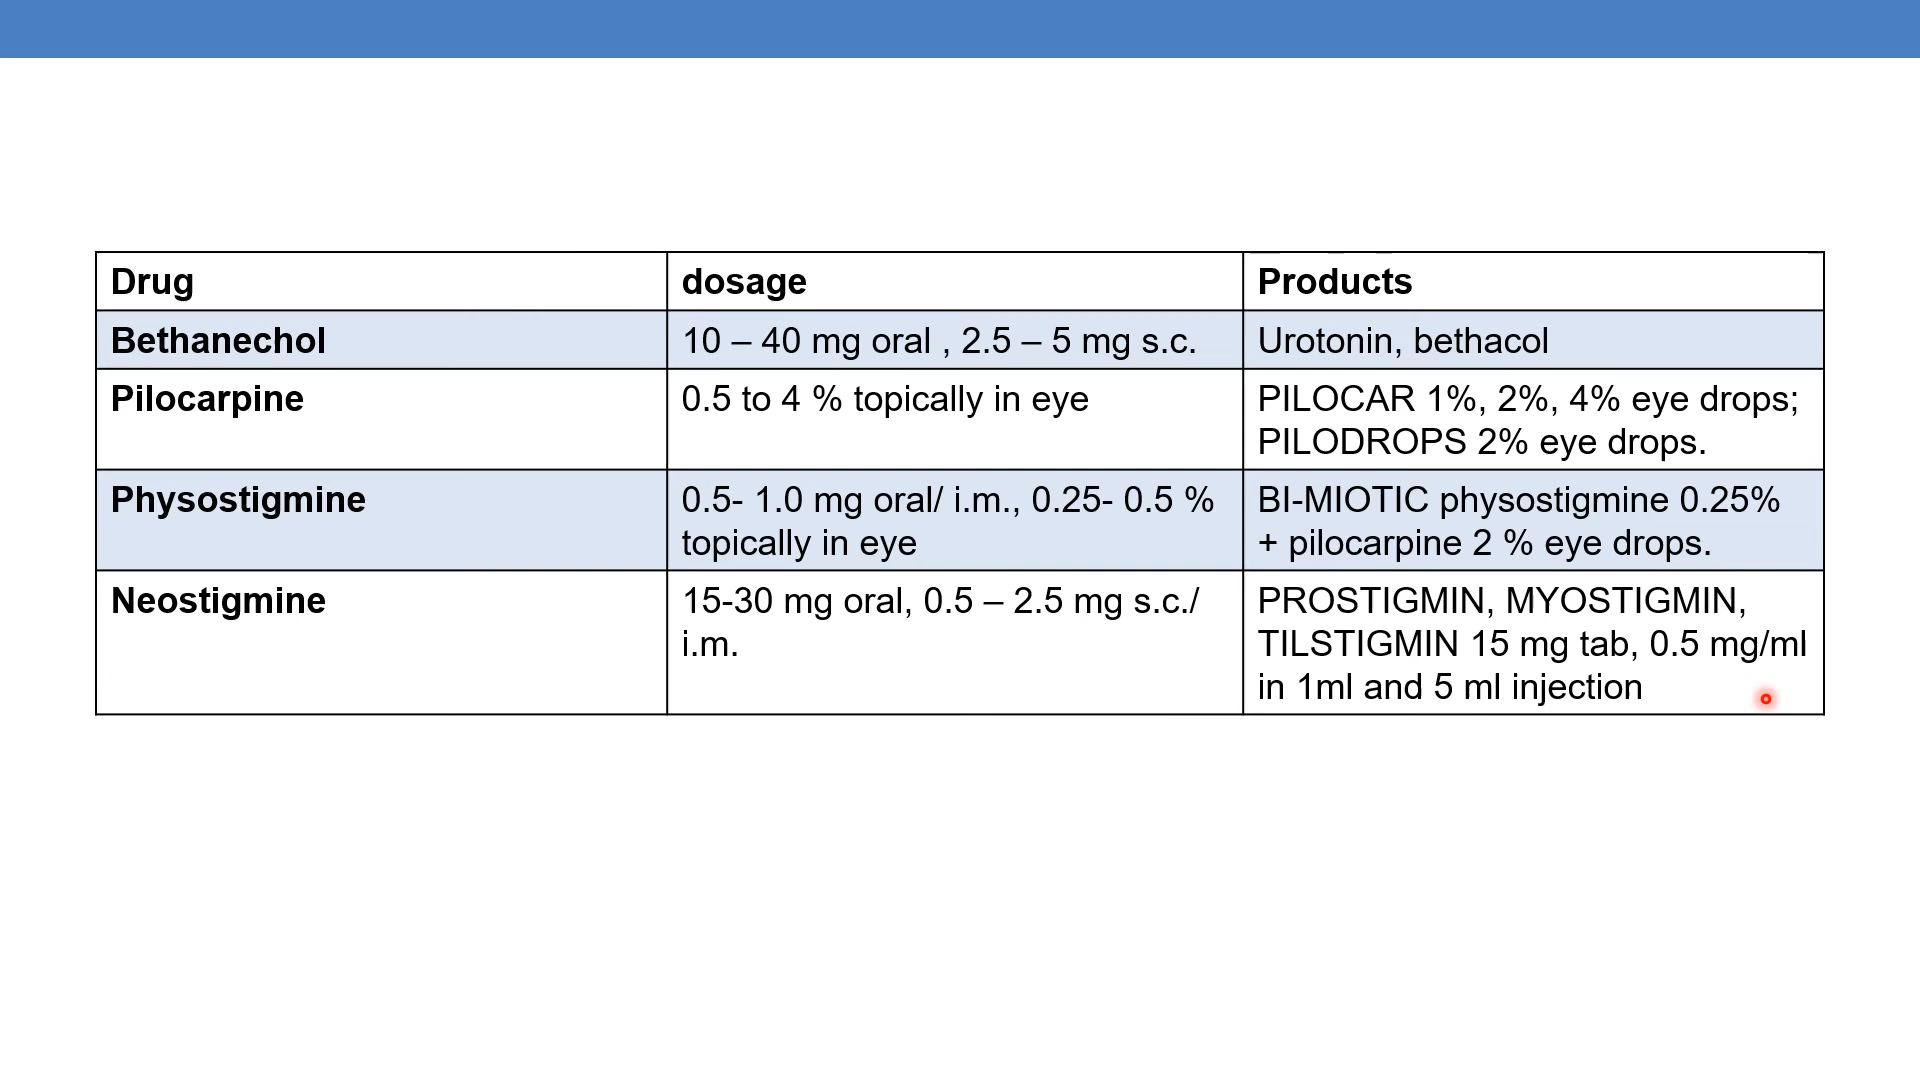 Drug dosage Products
Bethanechol 10 – 40 mg oral , 2.5 – 5 mg s.c. Urotonin, bethacol
Pilocarpine 0.5 to 4 % topically in eye PILOCAR 1%, 2%, 4% eye drops;
PILODROPS 2% eye drops.
Physostigmine 0.5- 1.0 mg oral/ i.m., 0.25- 0.5 % BI-MIOTIC physostigmine 0.25%
topically in eye + pilocarpine 2 % eye drops.
Neostigmine 15-30 mg oral, 0.5 – 2.5 mg s.c./ PROSTIGMIN, MYOSTIGMIN,
i.m. TILSTIGMIN 15 mg tab, 0.5 mg/ml
in 1ml and 5 ml injection